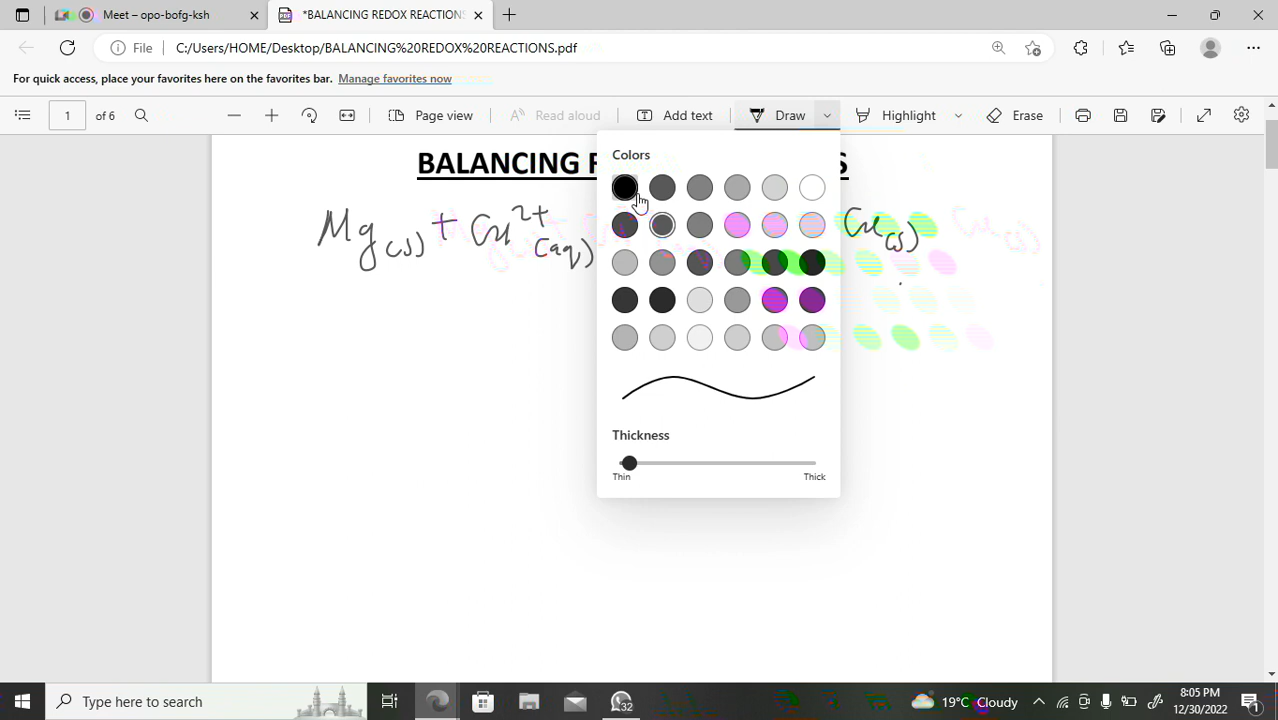 Meet – opo-bofg-ksh
*BALANCING REDOX REACTIONS
File C:/Users/HOME/Desktop/BALANCING%20REDOX%20REACTIONS.pdf
For quick access, place your favorites here on the favorites bar. Manage favorites now
1 of 6 Page view Read aloud Add text Draw Highlight Erase
BALANCING S
Mg(s) + Cu2+(aq) Cu(s)
Colors
Thickness
Thin Thick
Type here to search
32
19°C Cloudy
8:05 PM
12/30/2022
1